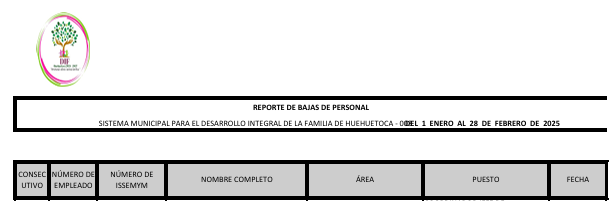 DIF
REPORTE DE BAJAS DE PERSONAL
SISTEMA MUNICIPAL PARA EL DESARROLLO INTEGRAL DE LA FAMILIA DE HUEHUETOCA - DEL 1 ENERO AL 28 DE FEBRERO DE 2025
CONSEC UTIVO
NÚMERO DE EMPLEADO
NÚMERO DE ISSEMYM
NOMBRE COMPLETO
ÁREA
PUESTO
FECHA